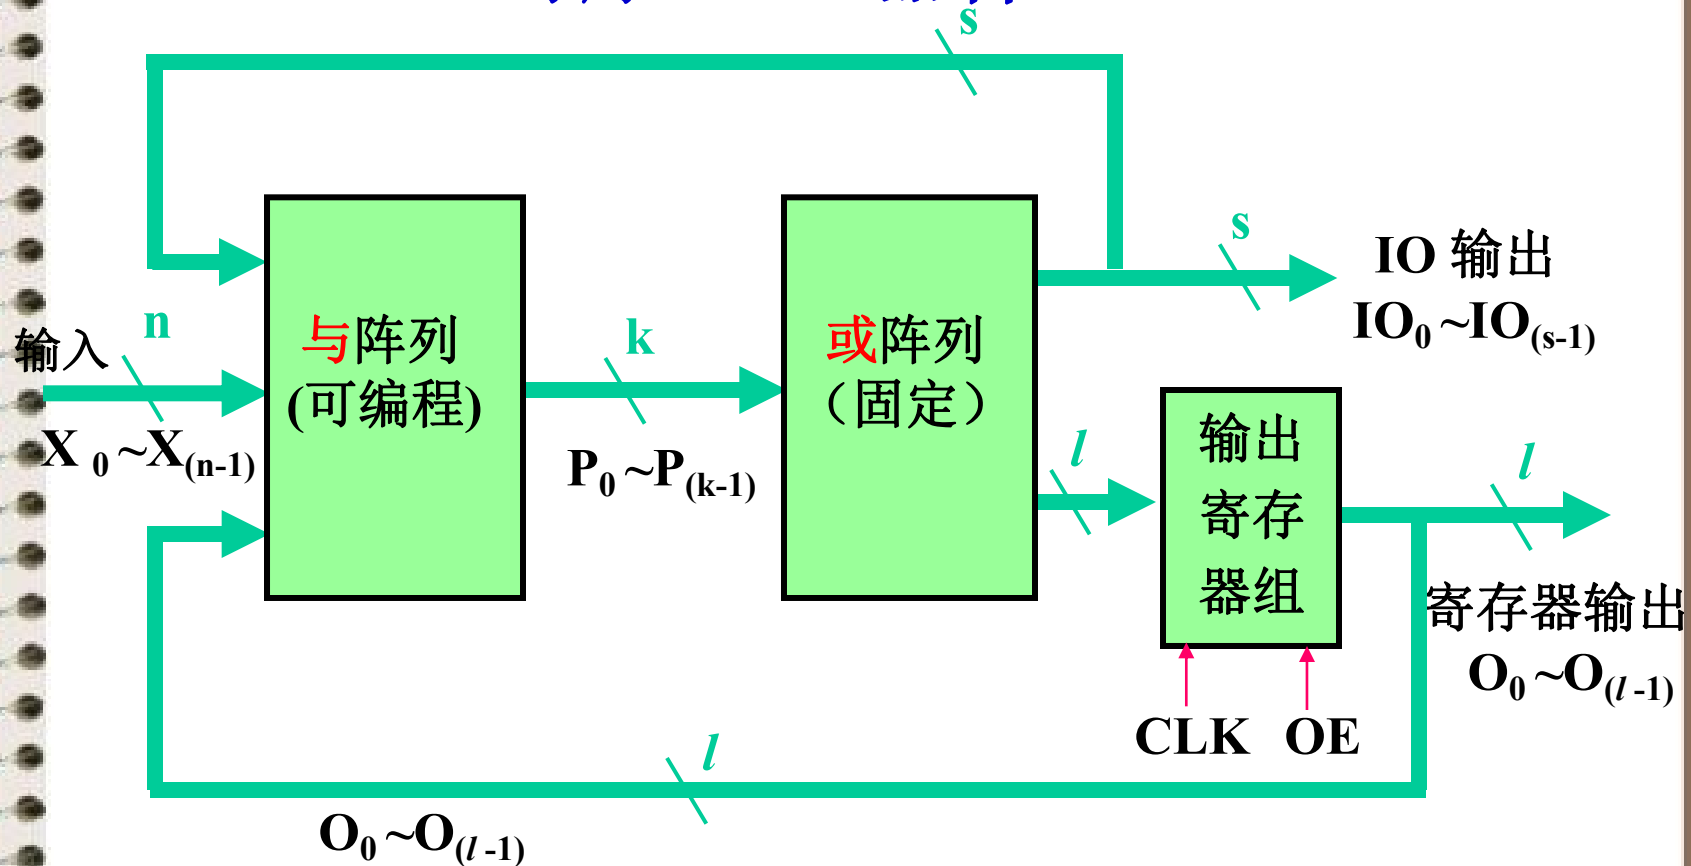 s
s
IO 输出
IO₀ ~IO₍s-1₎
输入
n
与阵列
(可编程)
k
或阵列
（固定）
X ₀ ~X₍n-1₎
P₀ ~P₍k-1₎
l
输出
寄存
器组
l
寄存器输出
O₀ ~O₍l -1₎
CLK OE
l
O₀ ~O₍l -1₎